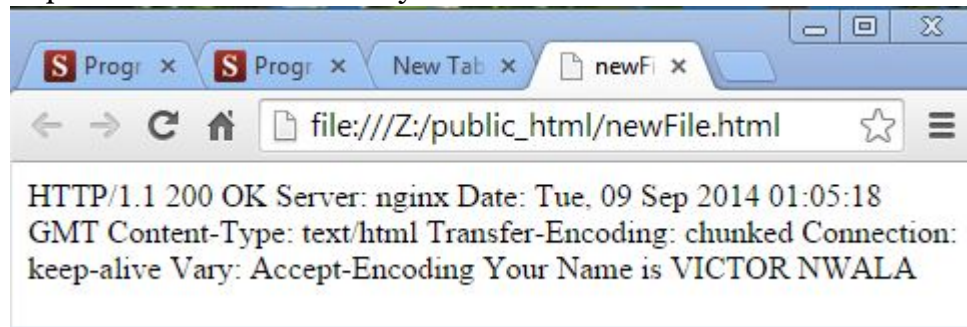 Progr
Progr
New Tab
newFi
file:///Z:/public_html/newFile.html
HTTP/1.1 200 OK Server: nginx Date: Tue, 09 Sep 2014 01:05:18
GMT Content-Type: text/html Transfer-Encoding: chunked Connection:
keep-alive Vary: Accept-Encoding Your Name is VICTOR NWALA